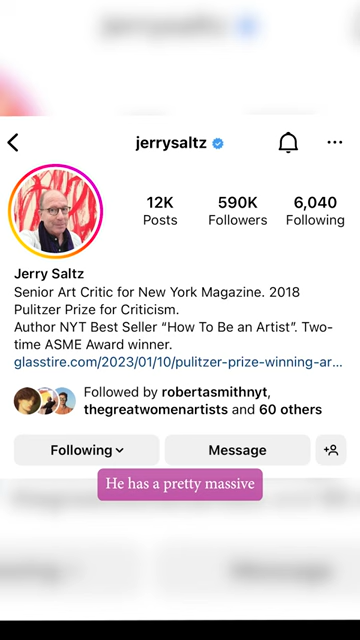 jerrysaltz
12K
590K
6,040
Posts
Followers
Following
Jerry Saltz
Senior Art Critic for New York Magazine. 2018
Pulitzer Prize for Criticism.
Author NYT Best Seller “How To Be an Artist”. Two-
time ASME Award winner.
glasstire.com/2023/01/10/pulitzer-prize-winning-ar...
Followed by robertasmithnyt,
thegreatwomenartists and 60 others
Following
Message
He has a pretty massive